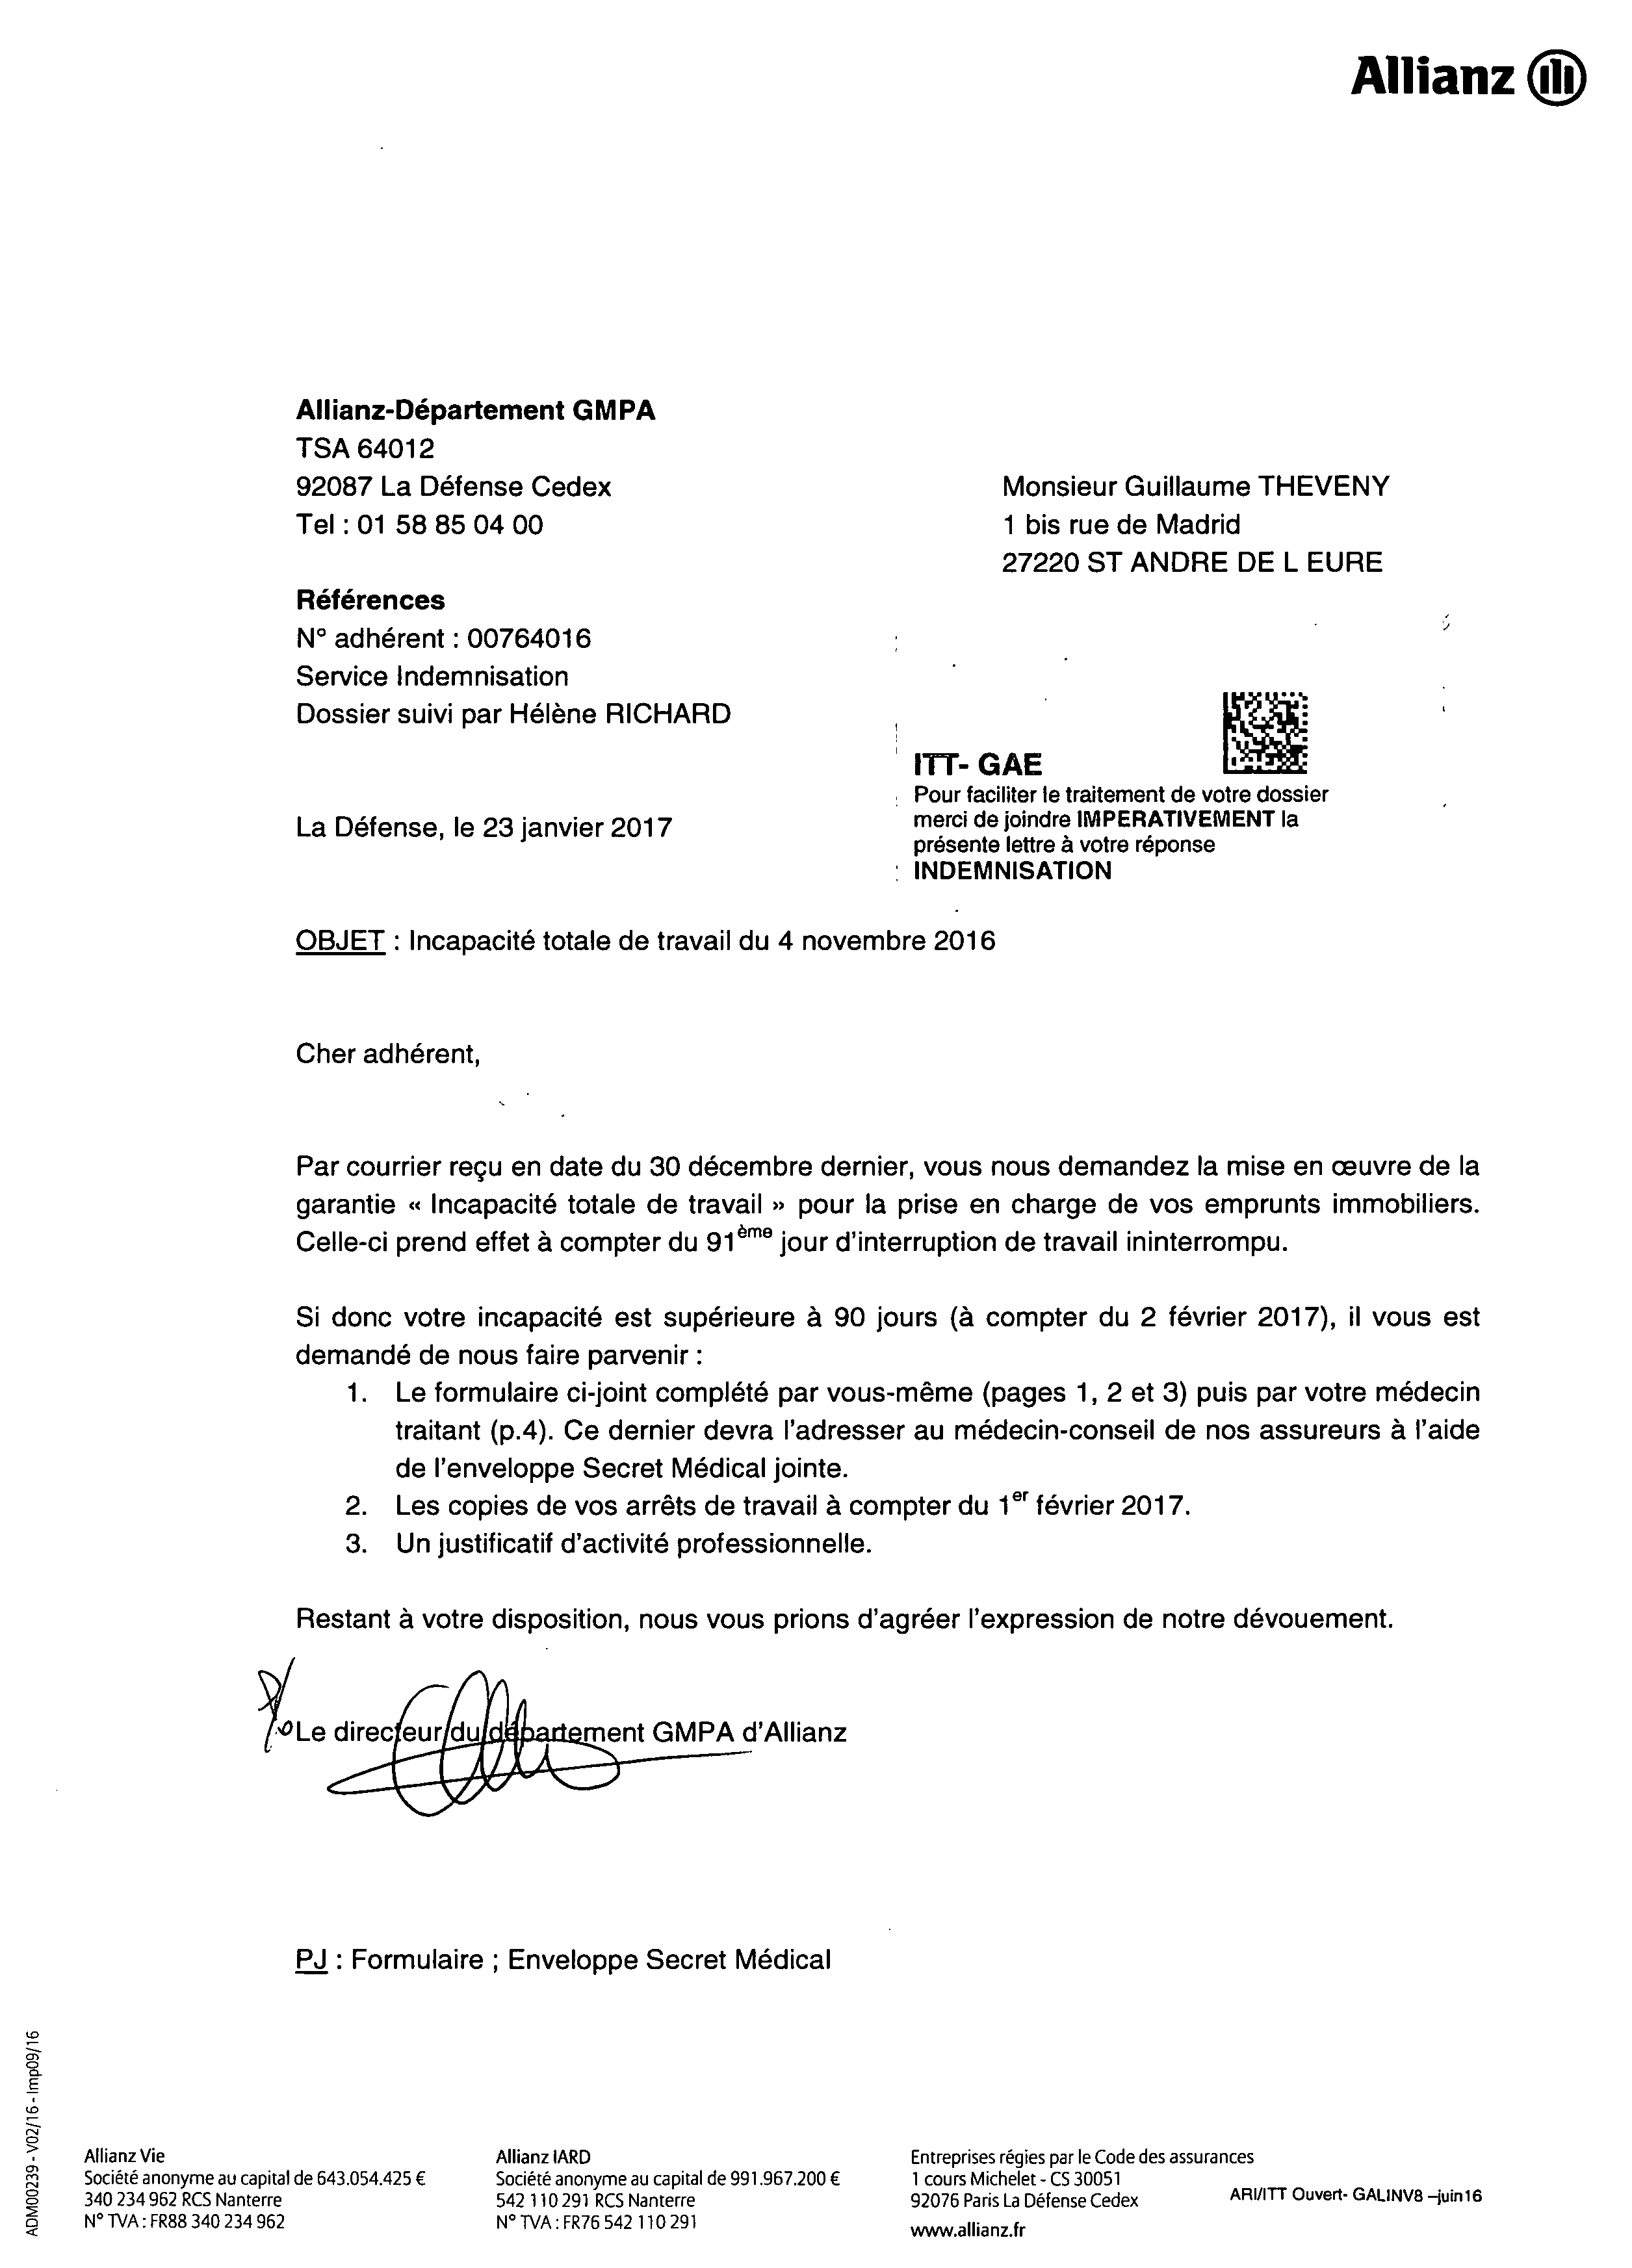 Allianz
Allianz-Département GMPA
TSA 64012
92087 La Défense Cedex
Tel : 01 58 85 04 00
Monsieur Guillaume THEVENY
1 bis rue de Madrid
27220 ST ANDRE DE L EURE
Références
N° adhérent : 00764016
Service Indemnisation
Dossier suivi par Hélène RICHARD
ITT- GAE
Pour faciliter le traitement de votre dossier
merci de joindre IMPERATIVEMENT la
présente lettre à votre réponse
INDEMNISATION
La Défense, le 23 janvier 2017
OBJET : Incapacité totale de travail du 4 novembre 2016
Cher adhérent,
Par courrier reçu en date du 30 décembre dernier, vous nous demandez la mise en œuvre de la
garantie « Incapacité totale de travail » pour la prise en charge de vos emprunts immobiliers.
Celle-ci prend effet à compter du 91ème jour d'interruption de travail ininterrompu.
Si donc votre incapacité est supérieure à 90 jours (à compter du 2 février 2017), il vous est
demandé de nous faire parvenir :
1. Le formulaire ci-joint complété par vous-même (pages 1, 2 et 3) puis par votre médecin
traitant (p.4). Ce dernier devra l'adresser au médecin-conseil de nos assureurs à l'aide
de l'enveloppe Secret Médical jointe.
2. Les copies de vos arrêts de travail à compter du 1er février 2017.
3. Un justificatif d'activité professionnelle.
Restant à votre disposition, nous vous prions d'agréer l'expression de notre dévouement.
P/o Le directeur du département GMPA d'Allianz
PJ : Formulaire ; Enveloppe Secret Médical
ADM00239 - V02/16 - Imp09/16
Allianz Vie
Société anonyme au capital de 643.054.425 €
340 234 962 RCS Nanterre
N° TVA : FR88 340 234 962
Allianz IARD
Société anonyme au capital de 991.967.200 €
542 110 291 RCS Nanterre
N° TVA : FR76 542 110 291
Entreprises régies par le Code des assurances
1 cours Michelet - CS 30051
92076 Paris La Défense Cedex
www.allianz.fr
ARI/ITT Ouvert- GALINV8 –juin16